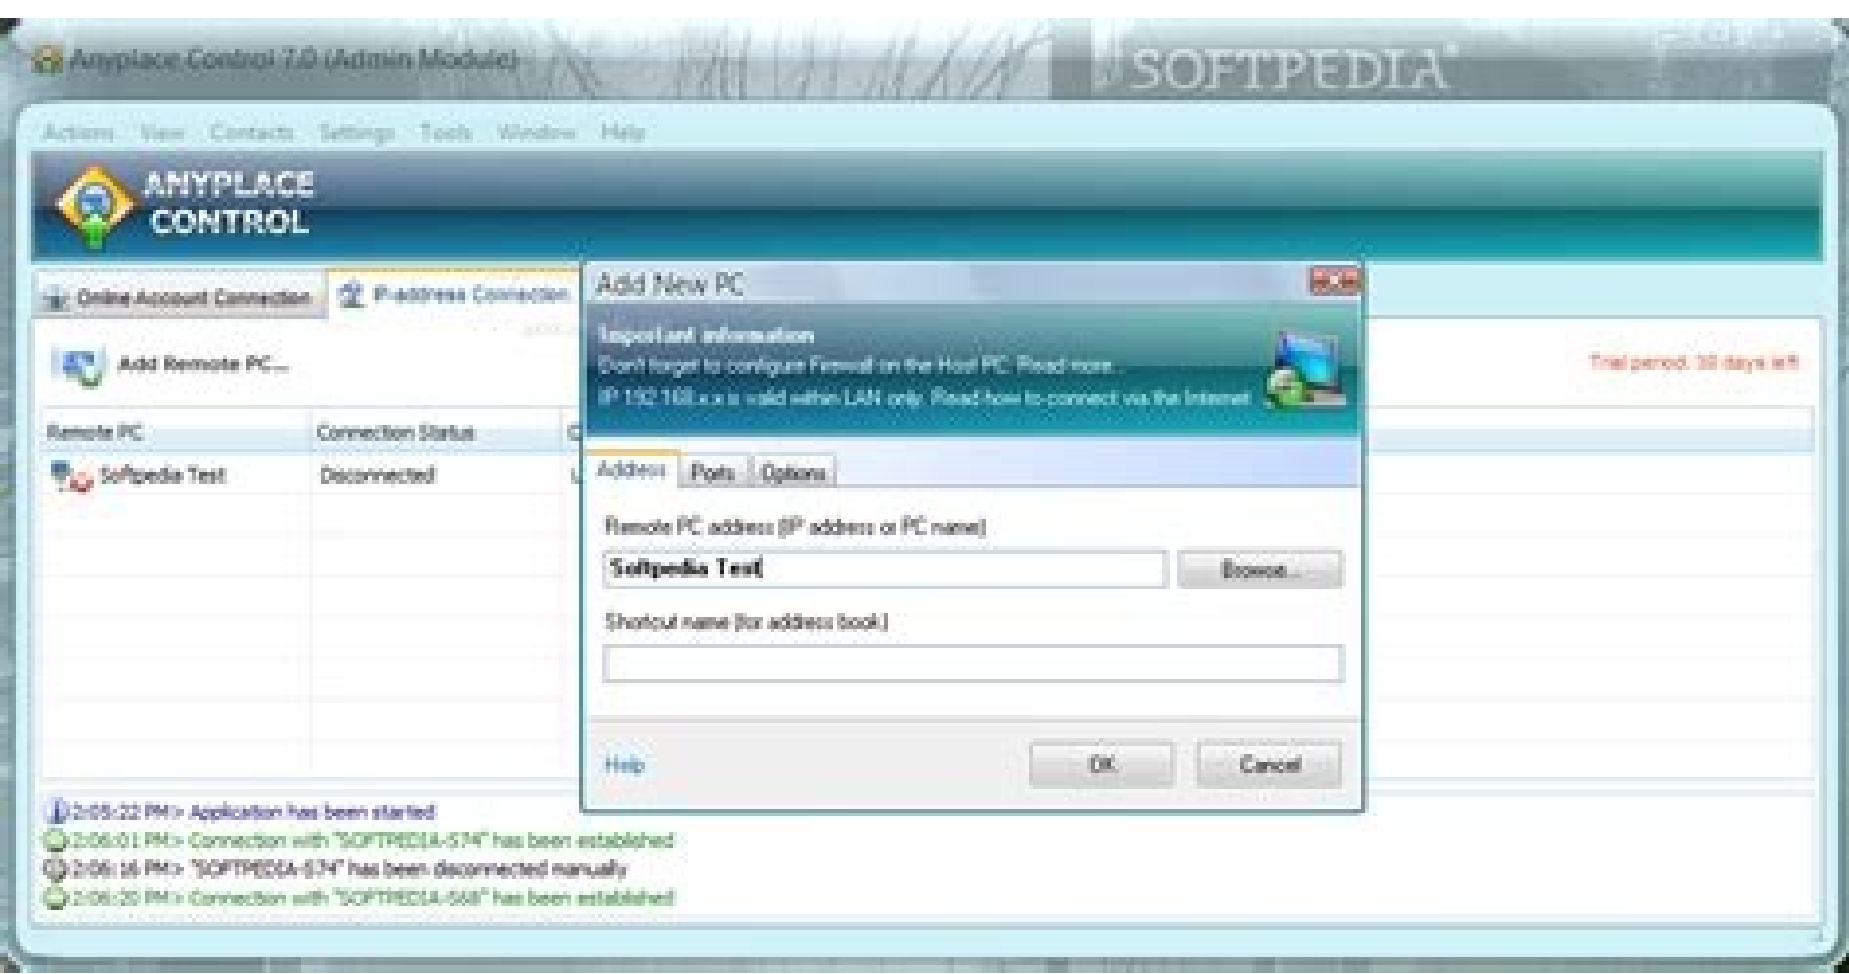 Anyplace Control 7.0 (Admin Module)
SOFTPEDIA
Actions View Contacts Settings Tools Window Help
ANYPLACE
CONTROL
Online Account Connection
IP-address Connection
Add Remote PC...
Trial period: 30 days left
Remote PC
Connection Status
Softpedia Test
Disconnected
Add New PC
Important information
Don't forget to configure Firewall on the Host PC. Read more...
IP 192.168.x.x is valid within LAN only. Read how to connect via the Internet
Address Ports Options
Remote PC address (IP address or PC name)
Softpedia Test
Browse...
Shortcut name (for address book)
Help
OK
Cancel
2:05:22 PM> Application has been started
2:06:01 PM> Connection with "SOFTPEDIA-S74" has been established
2:06:16 PM> "SOFTPEDIA-S74" has been disconnected manually
2:06:20 PM> Connection with "SOFTPEDIA-S68" has been established